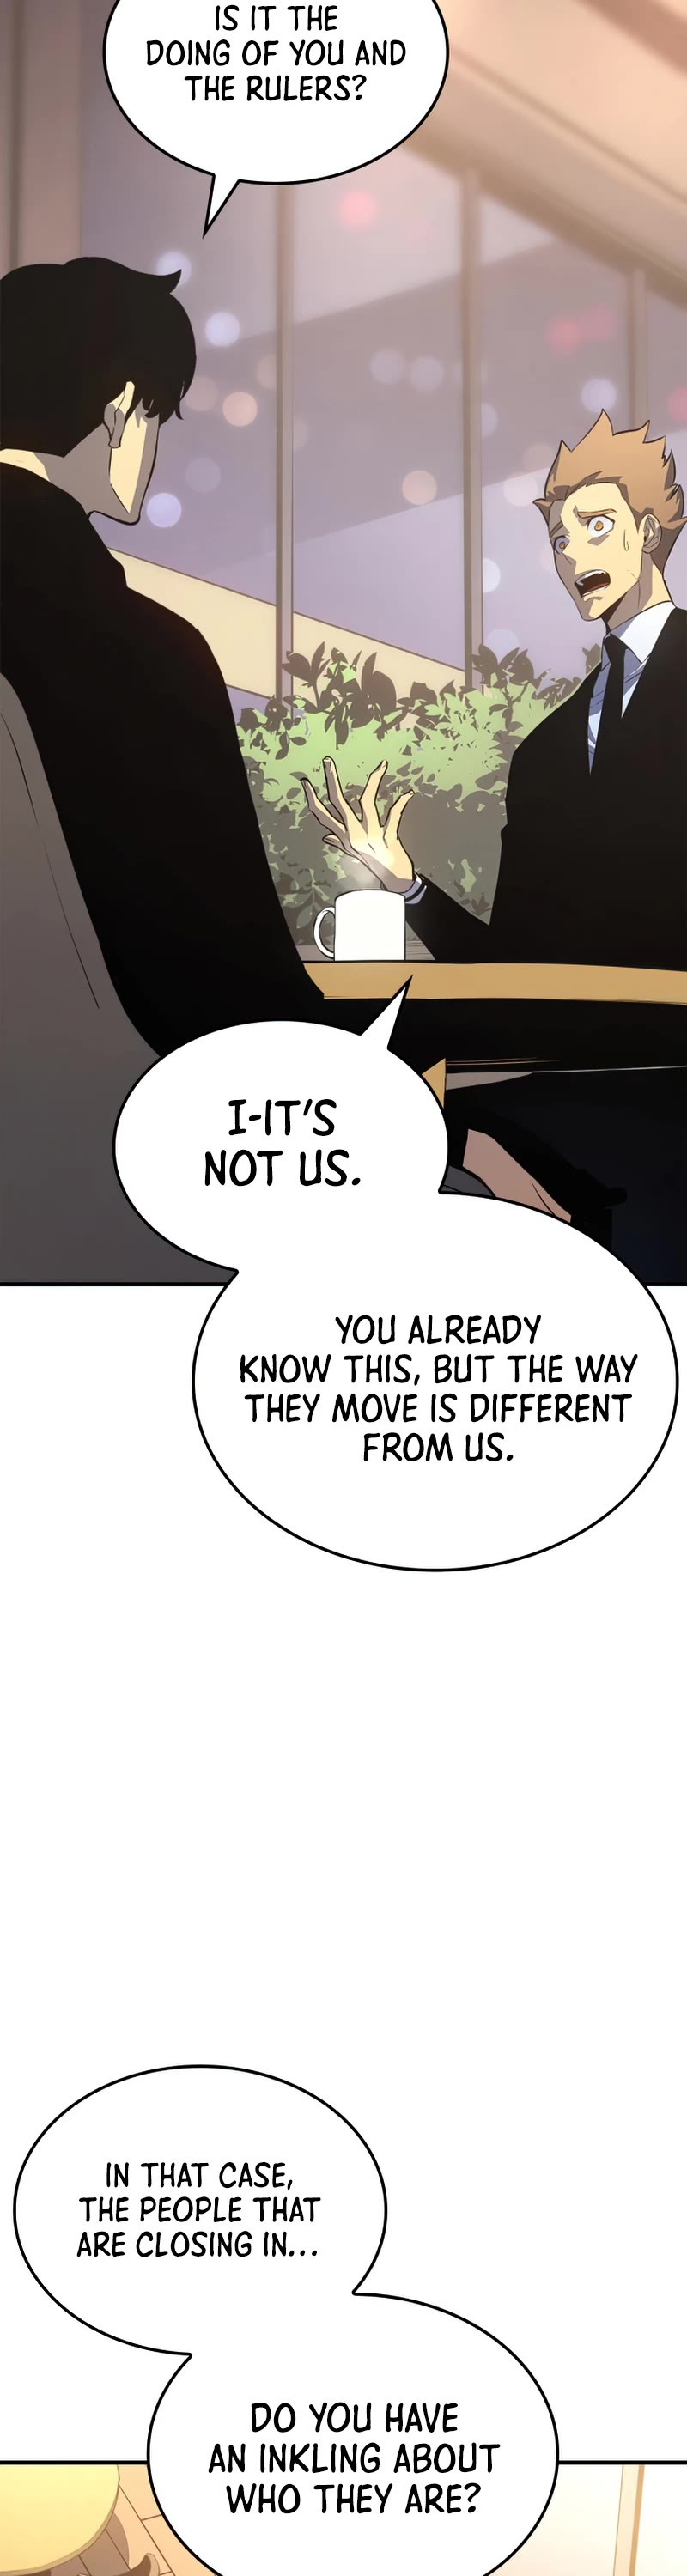 IS IT THE
DOING OF YOU AND
THE RULERS?
I-IT'S
NOT US.
YOU ALREADY
KNOW THIS, BUT THE WAY
THEY MOVE IS DIFFERENT
FROM US.
IN THAT CASE,
THE PEOPLE THAT
ARE CLOSING IN...
DO YOU HAVE
AN INKLING ABOUT
WHO THEY ARE?